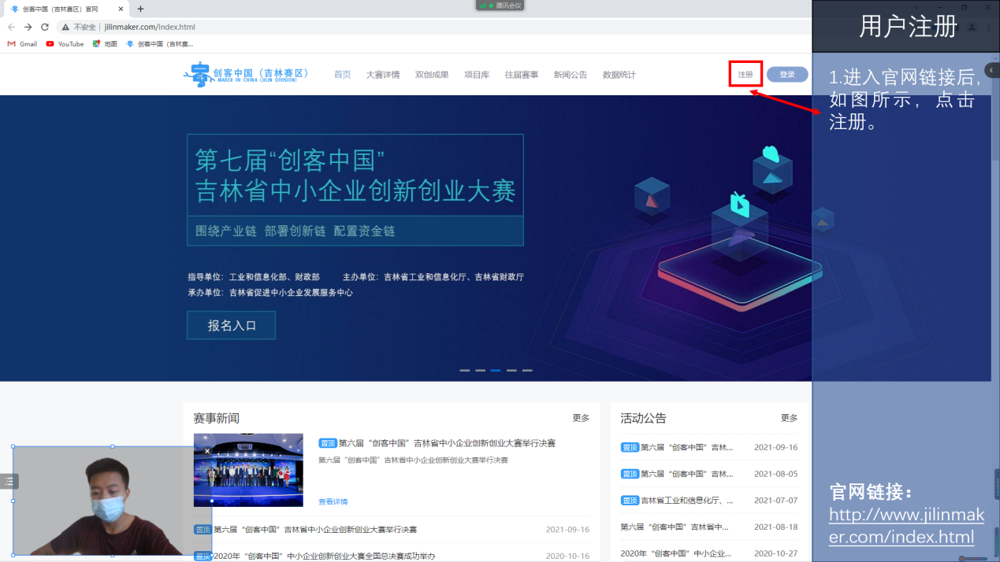 创客中国（吉林赛区）官网
腾讯会议
不安全 jilinmaker.com/index.html
Gmail YouTube 地图 创客中国（吉林赛...
创客中国（吉林赛区）
MAKER IN CHINA (JILIN DIVISION)
首页 大赛详情 双创成果 项目库 往届赛事 新闻公告 数据统计 注册 登录
第七届“创客中国”
吉林省中小企业创新创业大赛
围绕产业链 部署创新链 配置资金链
指导单位：工业和信息化部、财政部 主办单位：吉林省工业和信息化厅、吉林省财政厅
承办单位：吉林省促进中小企业发展服务中心
报名入口
赛事新闻 更多
置顶 第六届“创客中国”吉林省中小企业创新创业大赛举行决赛
第六届“创客中国”吉林省中小企业创新创业大赛举行决赛
查看详情
置顶 第六届“创客中国”吉林省中小企业创新创业大赛举行决赛 2021-09-16
置顶 2020年“创客中国”中小企业创新创业大赛全国总决赛成功举办 2020-10-16
活动公告 更多
置顶 第六届“创客中国”吉林... 2021-09-16
置顶 第六届“创客中国”吉林... 2021-08-05
置顶 吉林省工业和信息化厅、... 2021-07-07
第六届“创客中国”吉林省中... 2021-08-18
2020年“创客中国”中小企业... 2020-10-27
用户注册
1.进入官网链接后,
如图所示，点击
注册。
官网链接：
http://www.jilinmak
er.com/index.html